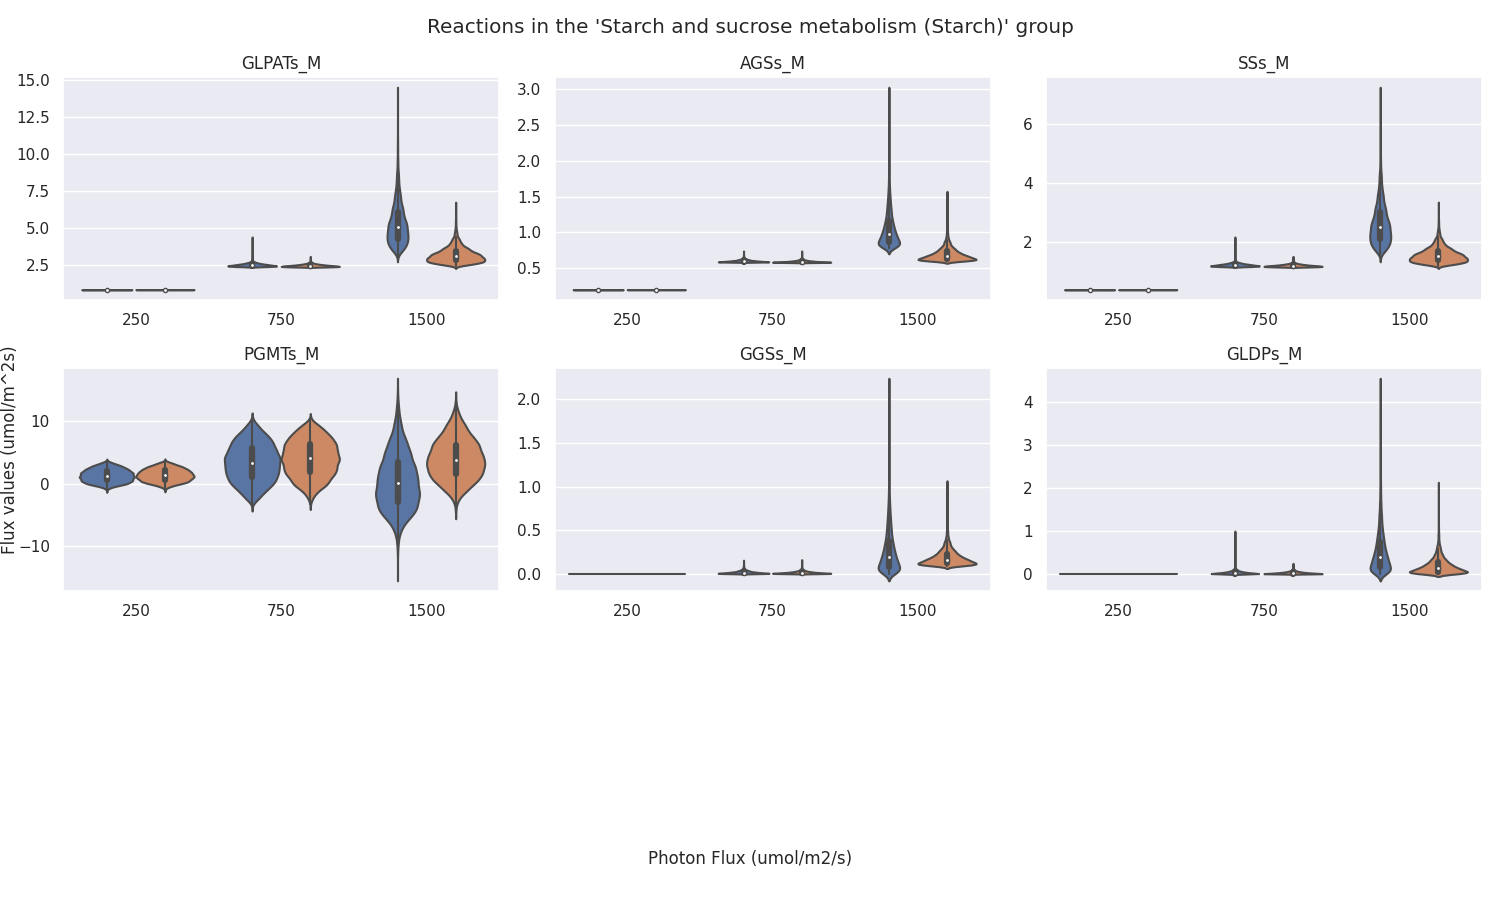 Reactions in the 'Starch and sucrose metabolism (Starch)' group
GLPATs_M
AGSs_M
SSs_M
15.0
12.5
10.0
7.5
5.0
2.5
3.0
2.5
2.0
1.5
1.0
0.5
6
4
2
250 750 1500
250 750 1500
250 750 1500
PGMTs_M
GGSs_M
GLDPs_M
Flux values (umol/m^2s)
10
0
−10
2.0
1.5
1.0
0.5
0.0
4
3
2
1
0
250 750 1500
250 750 1500
250 750 1500
Photon Flux (umol/m2/s)